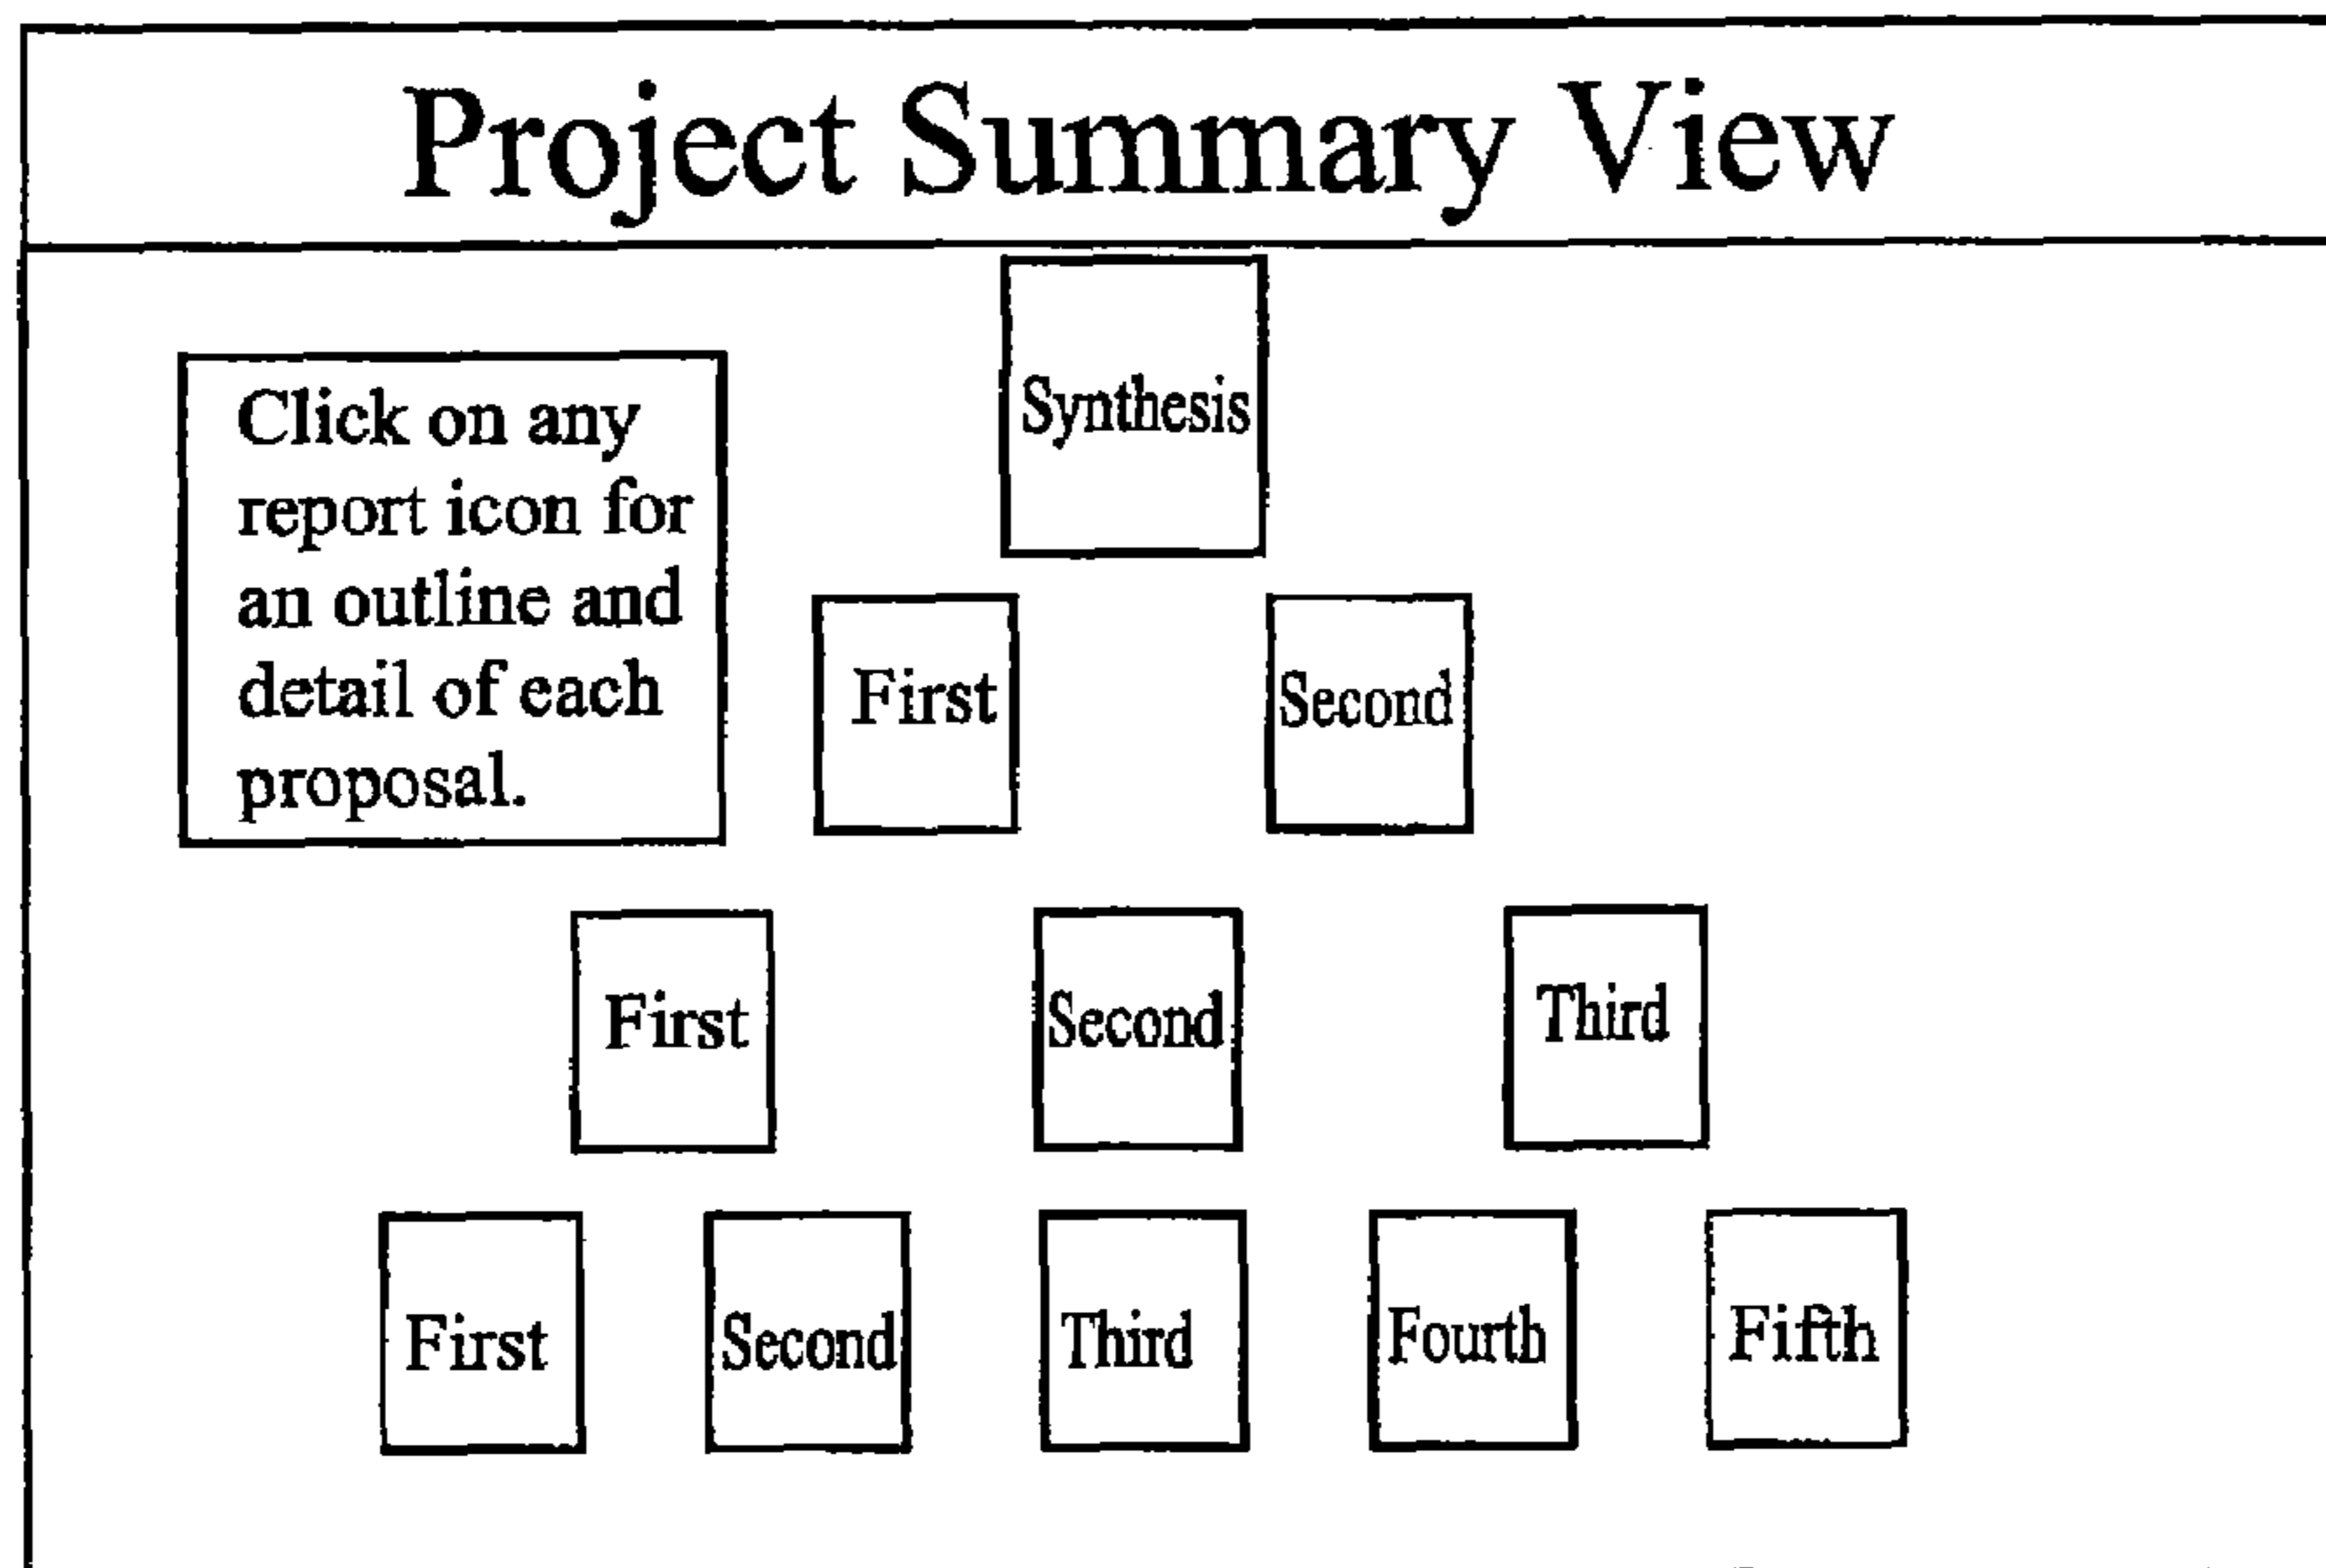 Project Summary View
Synthesis
Click on any
report icon for
an outline and
detail of each
proposal.
First
Second
First
Second
Third
First
Second
Third
Fourth
Fifth